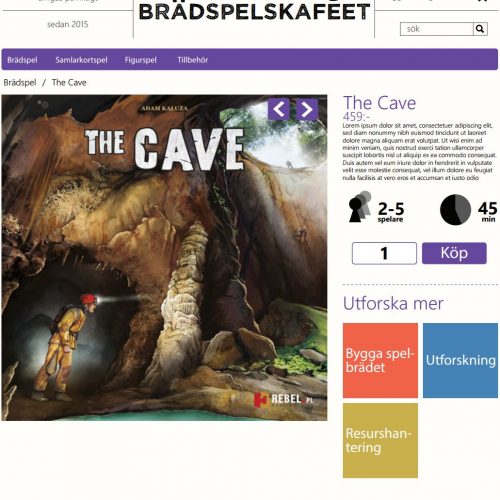 BRÄDSPELSKAFEET
sedan 2015
sök
Brädspel Samlarkortspel Figurspel Tillbehör
Brädspel / The Cave
ADAM KAŁUŻA
THE CAVE
REBEL.PL
The Cave
459:-
Lorem ipsum dolor sit amet, consectetuer adipiscing elit,
sed diam nonummy nibh euismod tincidunt ut laoreet
dolore magna aliquam erat volutpat. Ut wisi enim ad
minim veniam, quis nostrud exerci tation ullamcorper
suscipit lobortis nisl ut aliquip ex ea commodo consequat.
Duis autem vel eum iriure dolor in hendrerit in vulputate
velit esse molestie consequat, vel illum dolore eu feugiat
nulla facilisis at vero eros et accumsan et iusto odio
2-5
spelare
45
min
1 Köp
Utforska mer
Bygga spel-
brädet
Utforskning
Resurshan-
tering